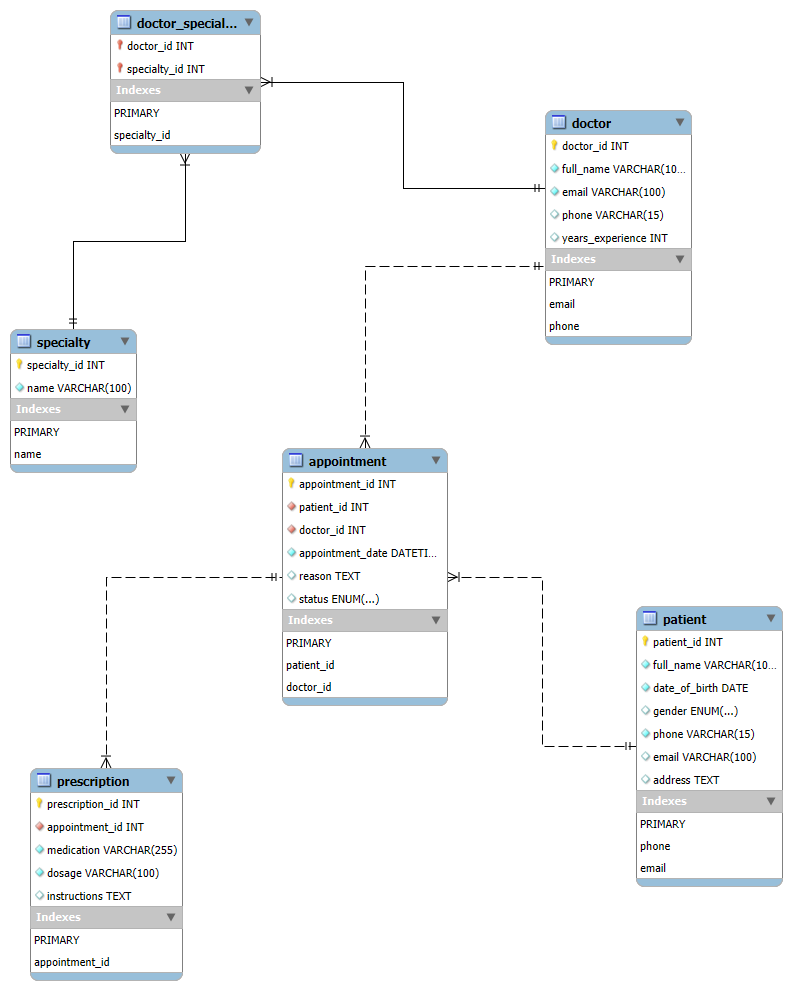 doctor_special...
doctor_id INT
specialty_id INT
Indexes
PRIMARY
specialty_id
doctor
doctor_id INT
full_name VARCHAR(10...
email VARCHAR(100)
phone VARCHAR(15)
years_experience INT
Indexes
PRIMARY
email
phone
specialty
specialty_id INT
name VARCHAR(100)
Indexes
PRIMARY
name
appointment
appointment_id INT
patient_id INT
doctor_id INT
appointment_date DATETI...
reason TEXT
status ENUM(...)
Indexes
PRIMARY
patient_id
doctor_id
patient
patient_id INT
full_name VARCHAR(10...
date_of_birth DATE
gender ENUM(...)
phone VARCHAR(15)
email VARCHAR(100)
address TEXT
Indexes
PRIMARY
phone
email
prescription
prescription_id INT
appointment_id INT
medication VARCHAR(255)
dosage VARCHAR(100)
instructions TEXT
Indexes
PRIMARY
appointment_id